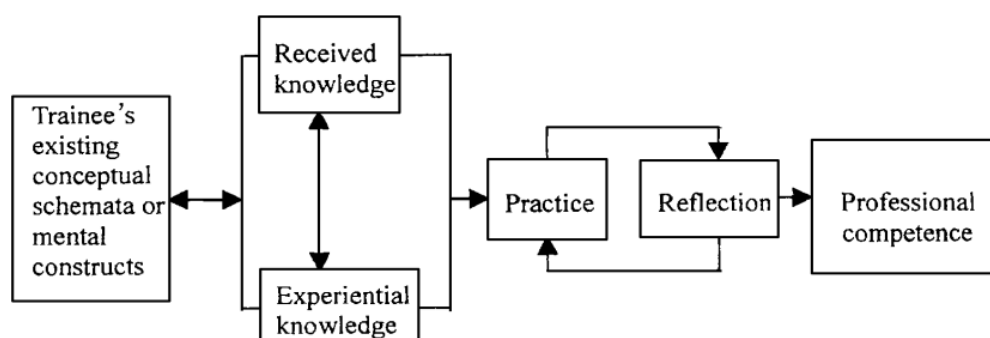 Trainee's
existing
conceptual
schemata or
mental
constructs
Received
knowledge
Experiential
knowledge
Practice
Reflection
Professional
competence